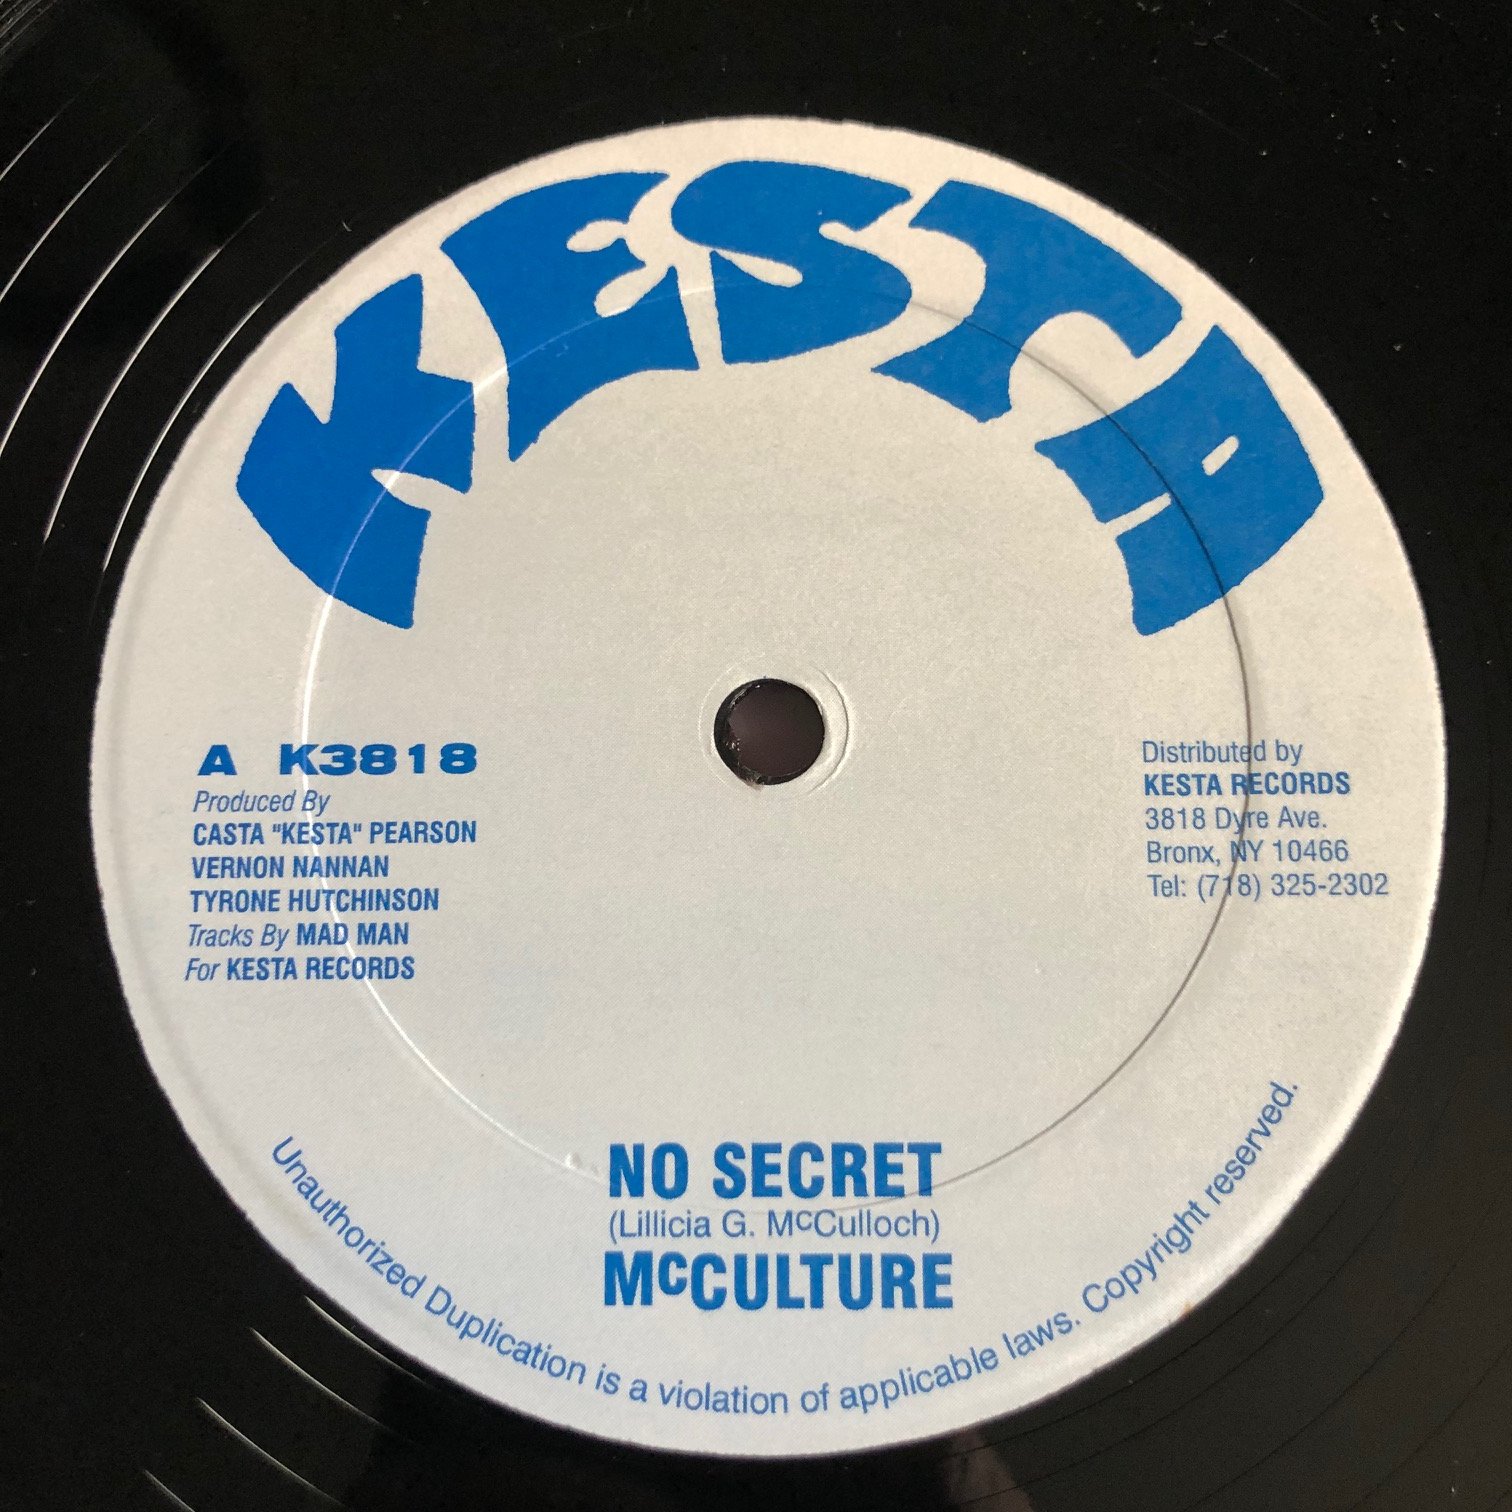 KESTA
A K3818
Produced By
CASTA "KESTA" PEARSON
VERNON NANNAN
TYRONE HUTCHINSON
Tracks By MAD MAN
For KESTA RECORDS
Distributed by
KESTA RECORDS
3818 Dyre Ave.
Bronx, NY 10466
Tel: (718) 325-2302
NO SECRET
(Lillicia G. McCulloch)
McCULTURE
Unauthorized Duplication is a violation of applicable laws. Copyright reserved.